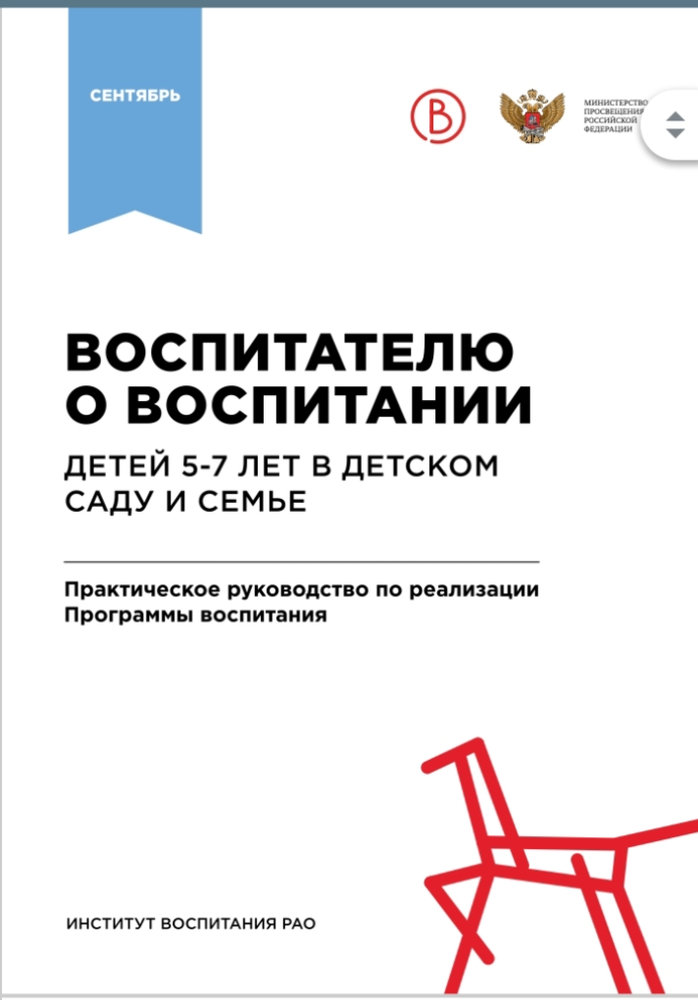 СЕНТЯБРЬ
В
МИНИСТЕРСТВО
ПРОСВЕЩЕНИЯ
РОССИЙСКОЙ
ФЕДЕРАЦИИ
ВОСПИТАТЕЛЮ
О ВОСПИТАНИИ
ДЕТЕЙ 5-7 ЛЕТ В ДЕТСКОМ
САДУ И СЕМЬЕ
Практическое руководство по реализации
Программы воспитания
ИНСТИТУТ ВОСПИТАНИЯ РАО